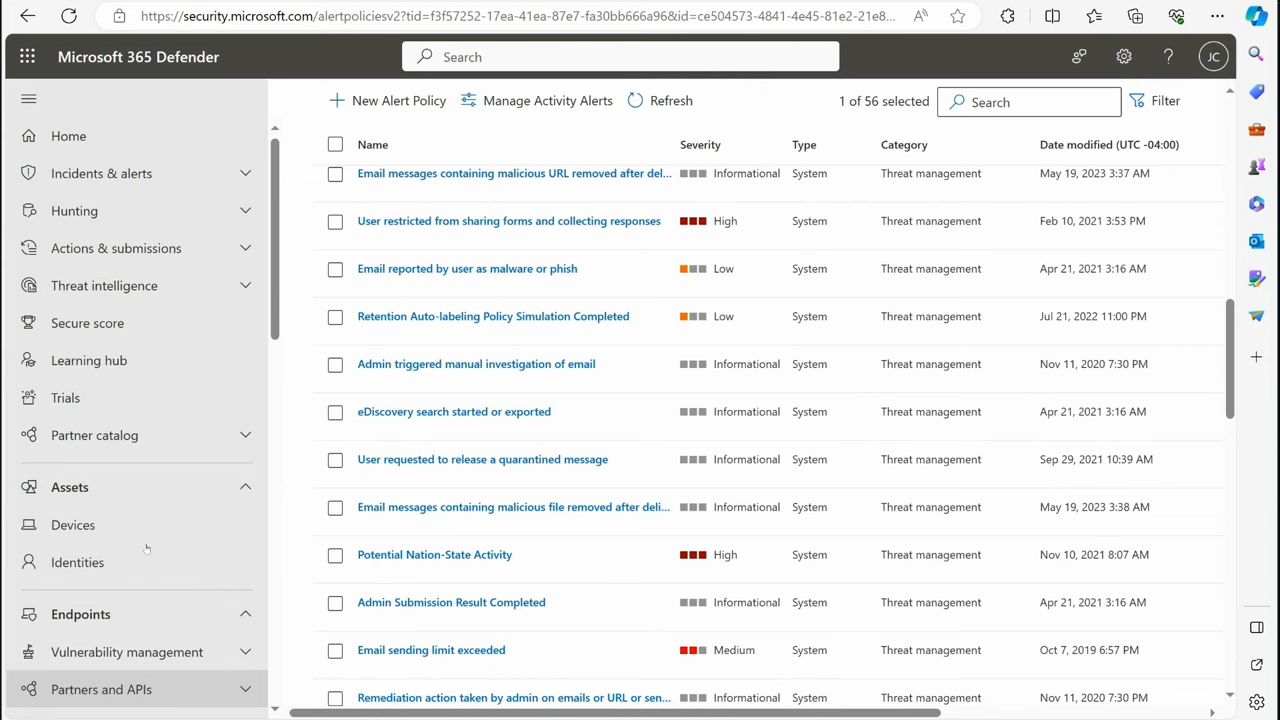 https://security.microsoft.com/alertpoliciesv2?tid=f3f57252-17ea-41ea-87e7-fa30bb666a96&id=ce504573-4841-4e45-81e2-21e8...
Microsoft 365 Defender
Search
JC
New Alert Policy
Manage Activity Alerts
Refresh
1 of 56 selected
Search
Filter
Home
Incidents & alerts
Hunting
Actions & submissions
Threat intelligence
Secure score
Learning hub
Trials
Partner catalog
Assets
Devices
Identities
Endpoints
Vulnerability management
Partners and APIs
Name Severity Type Category Date modified (UTC -04:00)
Email messages containing malicious URL removed after del... Informational System Threat management May 19, 2023 3:37 AM
User restricted from sharing forms and collecting responses High System Threat management Feb 10, 2021 3:53 PM
Email reported by user as malware or phish Low System Threat management Apr 21, 2021 3:16 AM
Retention Auto-labeling Policy Simulation Completed Low System Threat management Jul 21, 2022 11:00 PM
Admin triggered manual investigation of email Informational System Threat management Nov 11, 2020 7:30 PM
eDiscovery search started or exported Informational System Threat management Apr 21, 2021 3:16 AM
User requested to release a quarantined message Informational System Threat management Sep 29, 2021 10:39 AM
Email messages containing malicious file removed after deli... Informational System Threat management May 19, 2023 3:38 AM
Potential Nation-State Activity High System Threat management Nov 10, 2021 8:07 AM
Admin Submission Result Completed Informational System Threat management Apr 21, 2021 3:16 AM
Email sending limit exceeded Medium System Threat management Oct 7, 2019 6:57 PM
Remediation action taken by admin on emails or URL or sen... Informational System Threat management Nov 11, 2020 7:30 PM